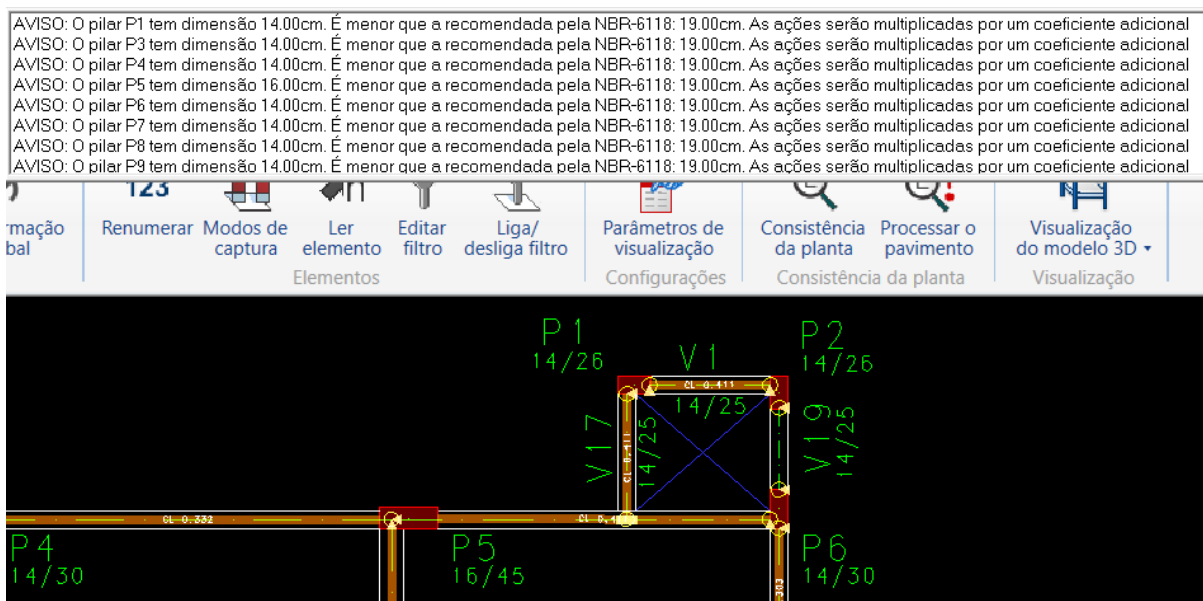 AVISO: O pilar P1 tem dimensão 14.00cm. É menor que a recomendada pela NBR-6118: 19.00cm. As ações serão multiplicadas por um coeficiente adicional
AVISO: O pilar P3 tem dimensão 14.00cm. É menor que a recomendada pela NBR-6118: 19.00cm. As ações serão multiplicadas por um coeficiente adicional
AVISO: O pilar P4 tem dimensão 14.00cm. É menor que a recomendada pela NBR-6118: 19.00cm. As ações serão multiplicadas por um coeficiente adicional
AVISO: O pilar P5 tem dimensão 16.00cm. É menor que a recomendada pela NBR-6118: 19.00cm. As ações serão multiplicadas por um coeficiente adicional
AVISO: O pilar P6 tem dimensão 14.00cm. É menor que a recomendada pela NBR-6118: 19.00cm. As ações serão multiplicadas por um coeficiente adicional
AVISO: O pilar P7 tem dimensão 14.00cm. É menor que a recomendada pela NBR-6118: 19.00cm. As ações serão multiplicadas por um coeficiente adicional
AVISO: O pilar P8 tem dimensão 14.00cm. É menor que a recomendada pela NBR-6118: 19.00cm. As ações serão multiplicadas por um coeficiente adicional
AVISO: O pilar P9 tem dimensão 14.00cm. É menor que a recomendada pela NBR-6118: 19.00cm. As ações serão multiplicadas por um coeficiente adicional
123
rmação
bal
Renumerar
Modos de
captura
Ler
elemento
Editar
filtro
Liga/
desliga filtro
Elementos
Parâmetros de
visualização
Configurações
Consistência
da planta
Processar o
pavimento
Consistência da planta
Visualização
do modelo 3D
Visualização
P1
14/26
V1
CL-0.411
14/25
P2
14/26
V17
CL-0.411
14/25
V19
14/25
CL 0.332
P4
14/30
P5
16/45
P6
14/30